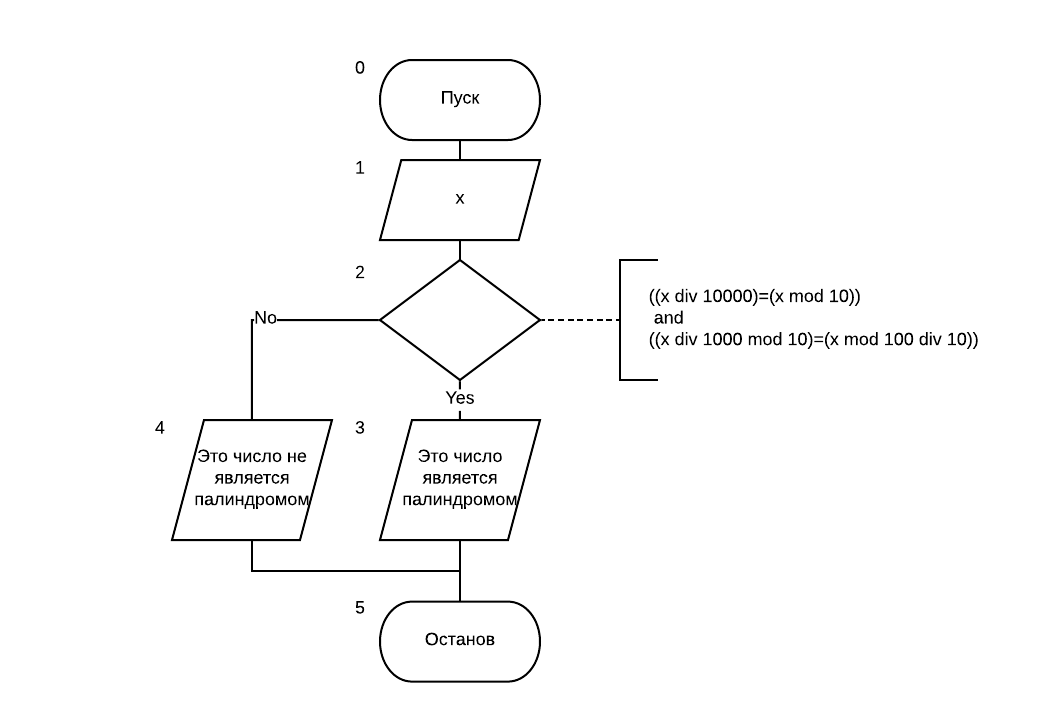 0
Пуск
1
x
2
((x div 10000)=(x mod 10))
and
((x div 1000 mod 10)=(x mod 100 div 10))
No
Yes
4
Это число не
является
палиндромом
3
Это число
является
палиндромом
5
Останов